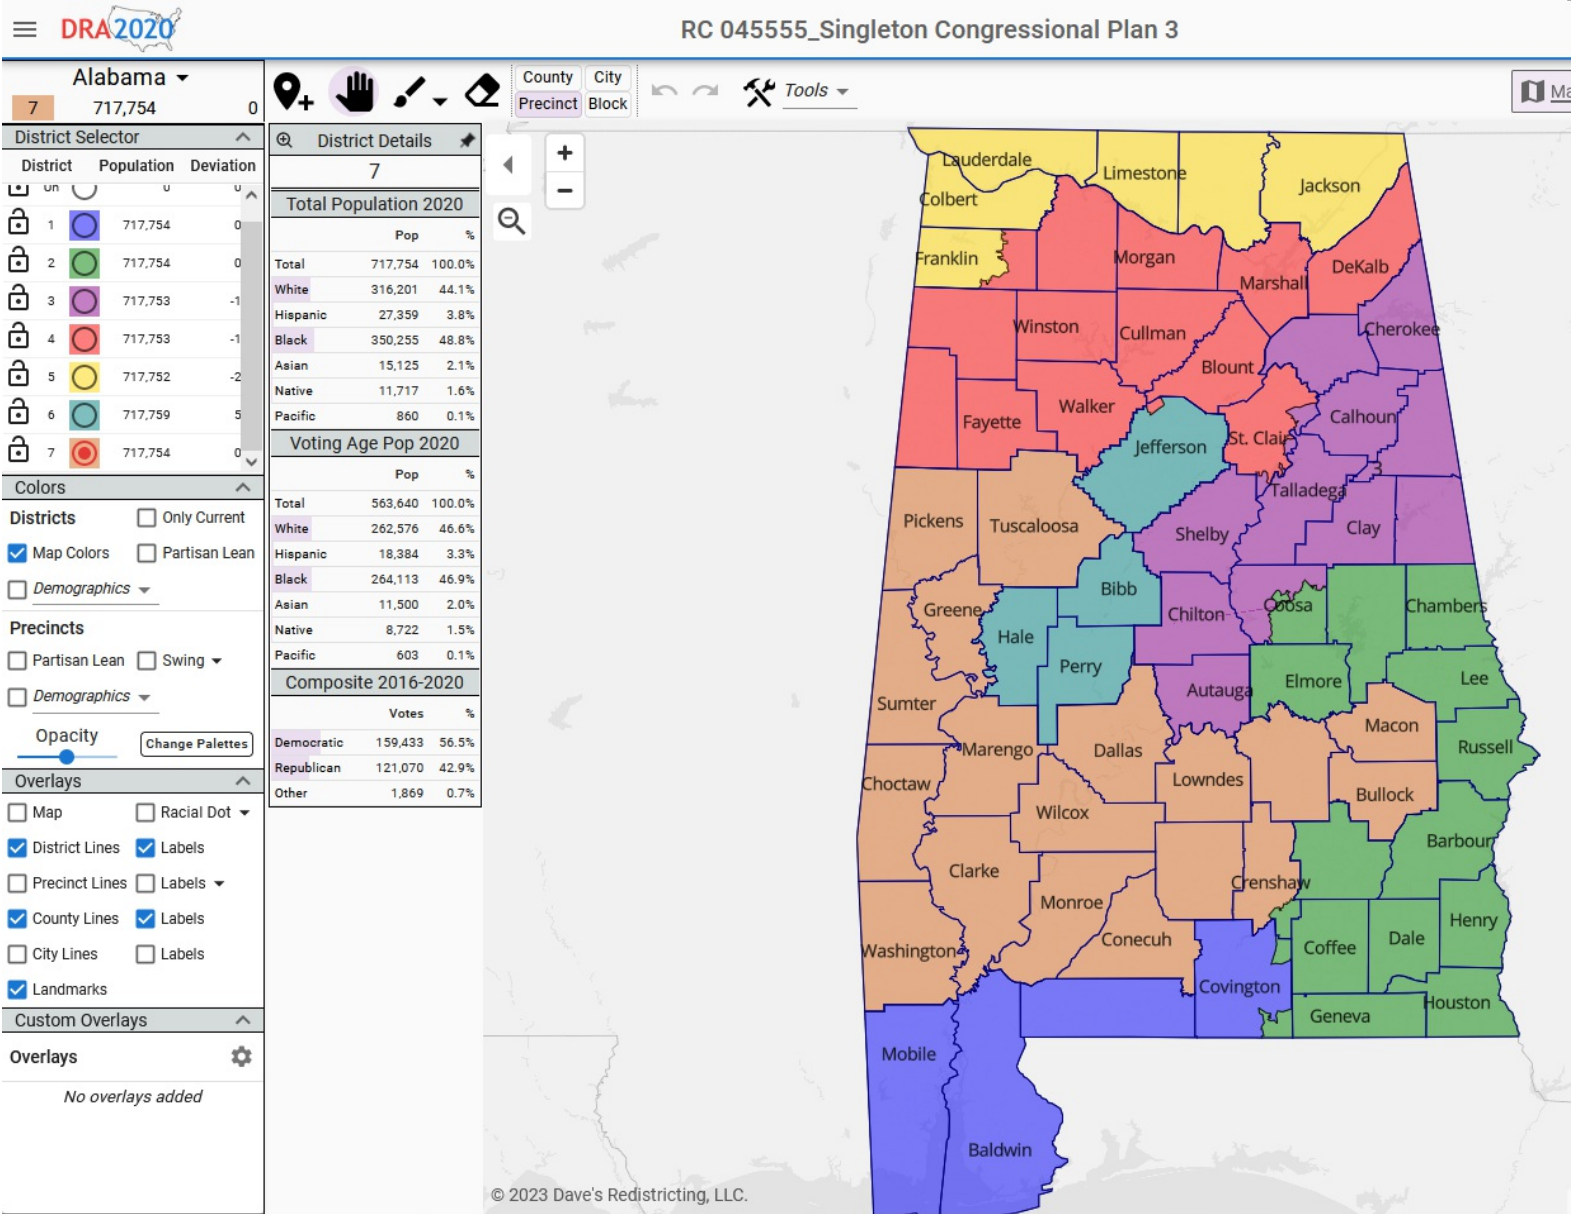 DRA2020
RC 045555_Singleton Congressional Plan 3
Alabama
7 717,754 0
County City
Precinct Block
Tools
Ma
District Selector
District Population Deviation
Un 0 0
1 717,754 0
2 717,754 0
3 717,753 -1
4 717,753 -1
5 717,752 -2
6 717,759 5
7 717,754 0
Colors
Districts Only Current
Map Colors Partisan Lean
Demographics
Precincts
Partisan Lean Swing
Demographics
Opacity Change Palettes
Overlays
Map Racial Dot
District Lines Labels
Precinct Lines Labels
County Lines Labels
City Lines Labels
Landmarks
Custom Overlays
Overlays
No overlays added
District Details
7
Total Population 2020
Pop %
Total 717,754 100.0%
White 316,201 44.1%
Hispanic 27,359 3.8%
Black 350,255 48.8%
Asian 15,125 2.1%
Native 11,717 1.6%
Pacific 860 0.1%
Voting Age Pop 2020
Pop %
Total 563,640 100.0%
White 262,576 46.6%
Hispanic 18,384 3.3%
Black 264,113 46.9%
Asian 11,500 2.0%
Native 8,722 1.5%
Pacific 603 0.1%
Composite 2016-2020
Votes %
Democratic 159,433 56.5%
Republican 121,070 42.9%
Other 1,869 0.7%
+
−
Lauderdale
Limestone
Jackson
Colbert
Franklin
Morgan
Marshall
DeKalb
Winston
Cullman
Cherokee
Blount
Fayette
Walker
Calhoun
Jefferson
St. Clair
3
Talladega
Pickens
Tuscaloosa
Shelby
Clay
Bibb
Greene
Chilton
Coosa
Chambers
Hale
Perry
Elmore
Lee
Autauga
Sumter
Macon
Marengo
Dallas
Russell
Choctaw
Lowndes
Bullock
Wilcox
Barbour
Clarke
Crenshaw
Monroe
Henry
Washington
Conecuh
Coffee
Dale
Covington
Geneva
Houston
Mobile
Baldwin
© 2023 Dave's Redistricting, LLC.